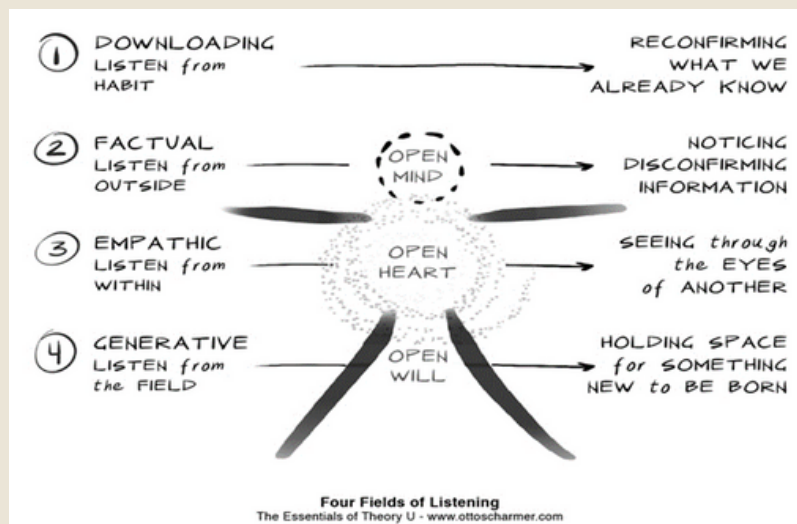 1 DOWNLOADING
LISTEN from
HABIT
RECONFIRMING
WHAT WE
ALREADY KNOW
2 FACTUAL
LISTEN from
OUTSIDE
OPEN
MIND
NOTICING
DISCONFIRMING
INFORMATION
3 EMPATHIC
LISTEN from
WITHIN
OPEN
HEART
SEEING through
the EYES
of ANOTHER
4 GENERATIVE
LISTEN from
the FIELD
OPEN
WILL
HOLDING SPACE
for SOMETHING
NEW to BE BORN
Four Fields of Listening
The Essentials of Theory U - www.ottoscharmer.com